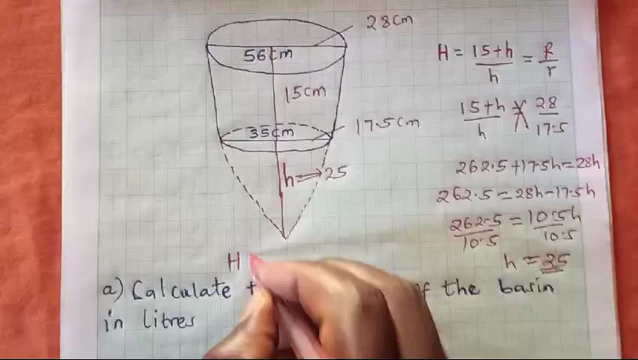 28cm
56cm
15cm
35cm
17.5cm
h⟹25
H
H = 15+h/h = R/r
15+h/h 28/17.5
262.5+17.5h=28h
262.5=28h-17.5h
262.5/10.5 = 10.5h/10.5
h = 25
a) Calculate of the basin
in litres